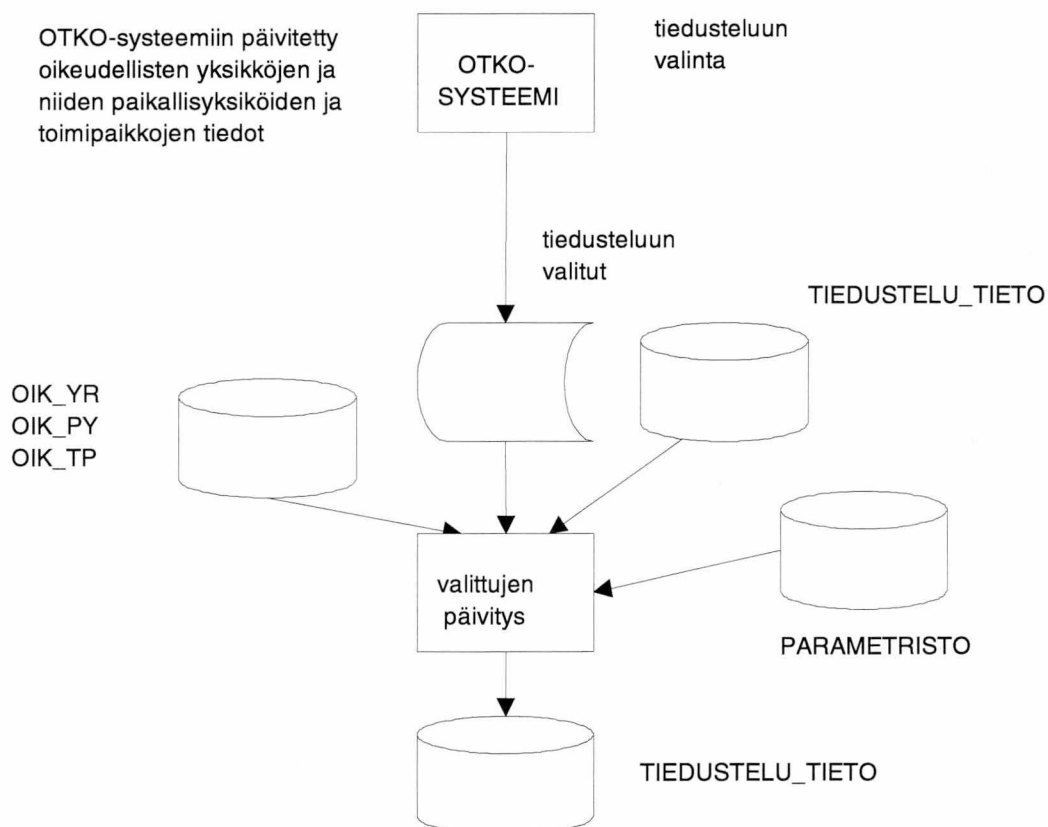 OTKO-systeemiin päivitetty
oikeudellisten yksikköjen ja
niiden paikallisyksiköiden ja
toimipaikkojen tiedot
OTKO-
SYSTEEMI
tiedusteluun
valinta
tiedusteluun
valitut
TIEDUSTELU_TIETO
OIK_YR
OIK_PY
OIK_TP
valittujen
päivitys
PARAMETRISTO
TIEDUSTELU_TIETO